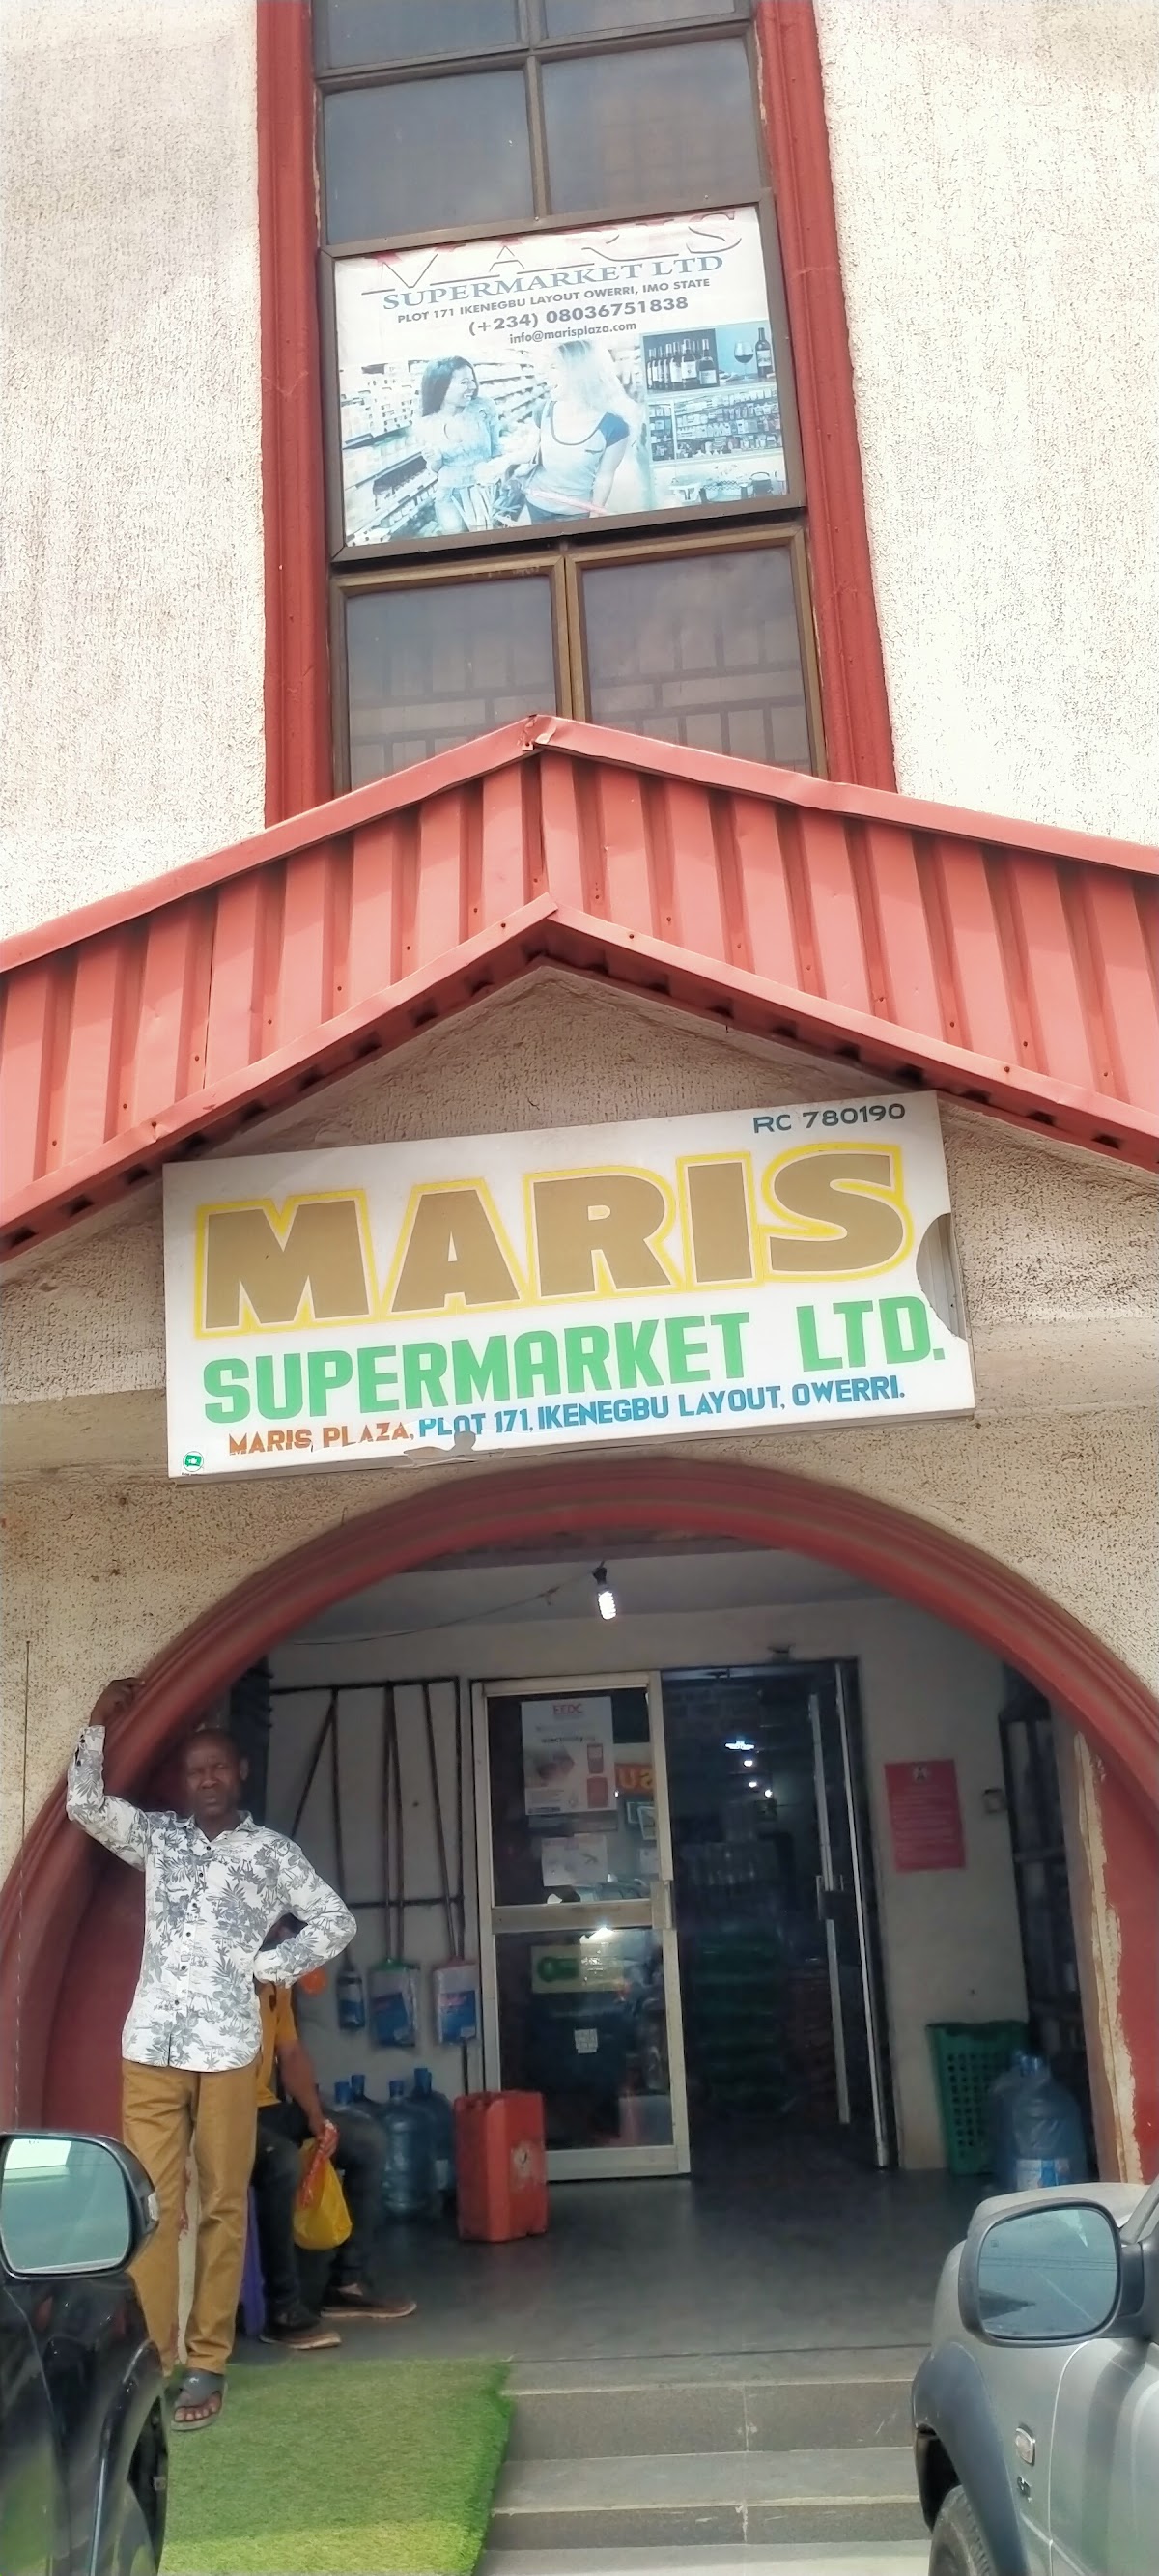 MARIS
SUPERMARKET LTD
PLOT 171 IKENEGBU LAYOUT OWERRI, IMO STATE
(+234) 08036751838
info@marisplaza.com
RC 780190
MARIS
SUPERMARKET LTD.
MARIS PLAZA, PLOT 171, IKENEGBU LAYOUT, OWERRI.
EEDC